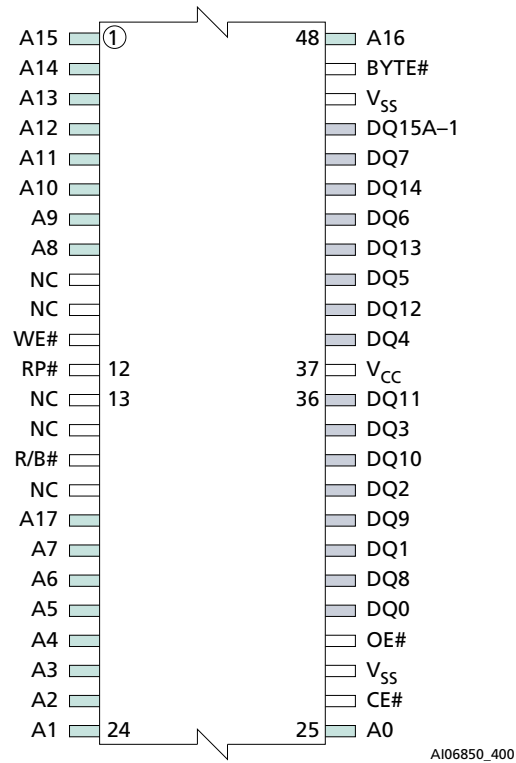 A15 1 48 A16
A14 BYTE#
A13 VSS
A12 DQ15A–1
A11 DQ7
A10 DQ14
A9 DQ6
A8 DQ13
NC DQ5
NC DQ12
WE# DQ4
RP# 12 37 VCC
NC 13 36 DQ11
NC DQ3
R/B# DQ10
NC DQ2
A17 DQ9
A7 DQ1
A6 DQ8
A5 DQ0
A4 OE#
A3 VSS
A2 CE#
A1 24 25 A0
AI06850_400